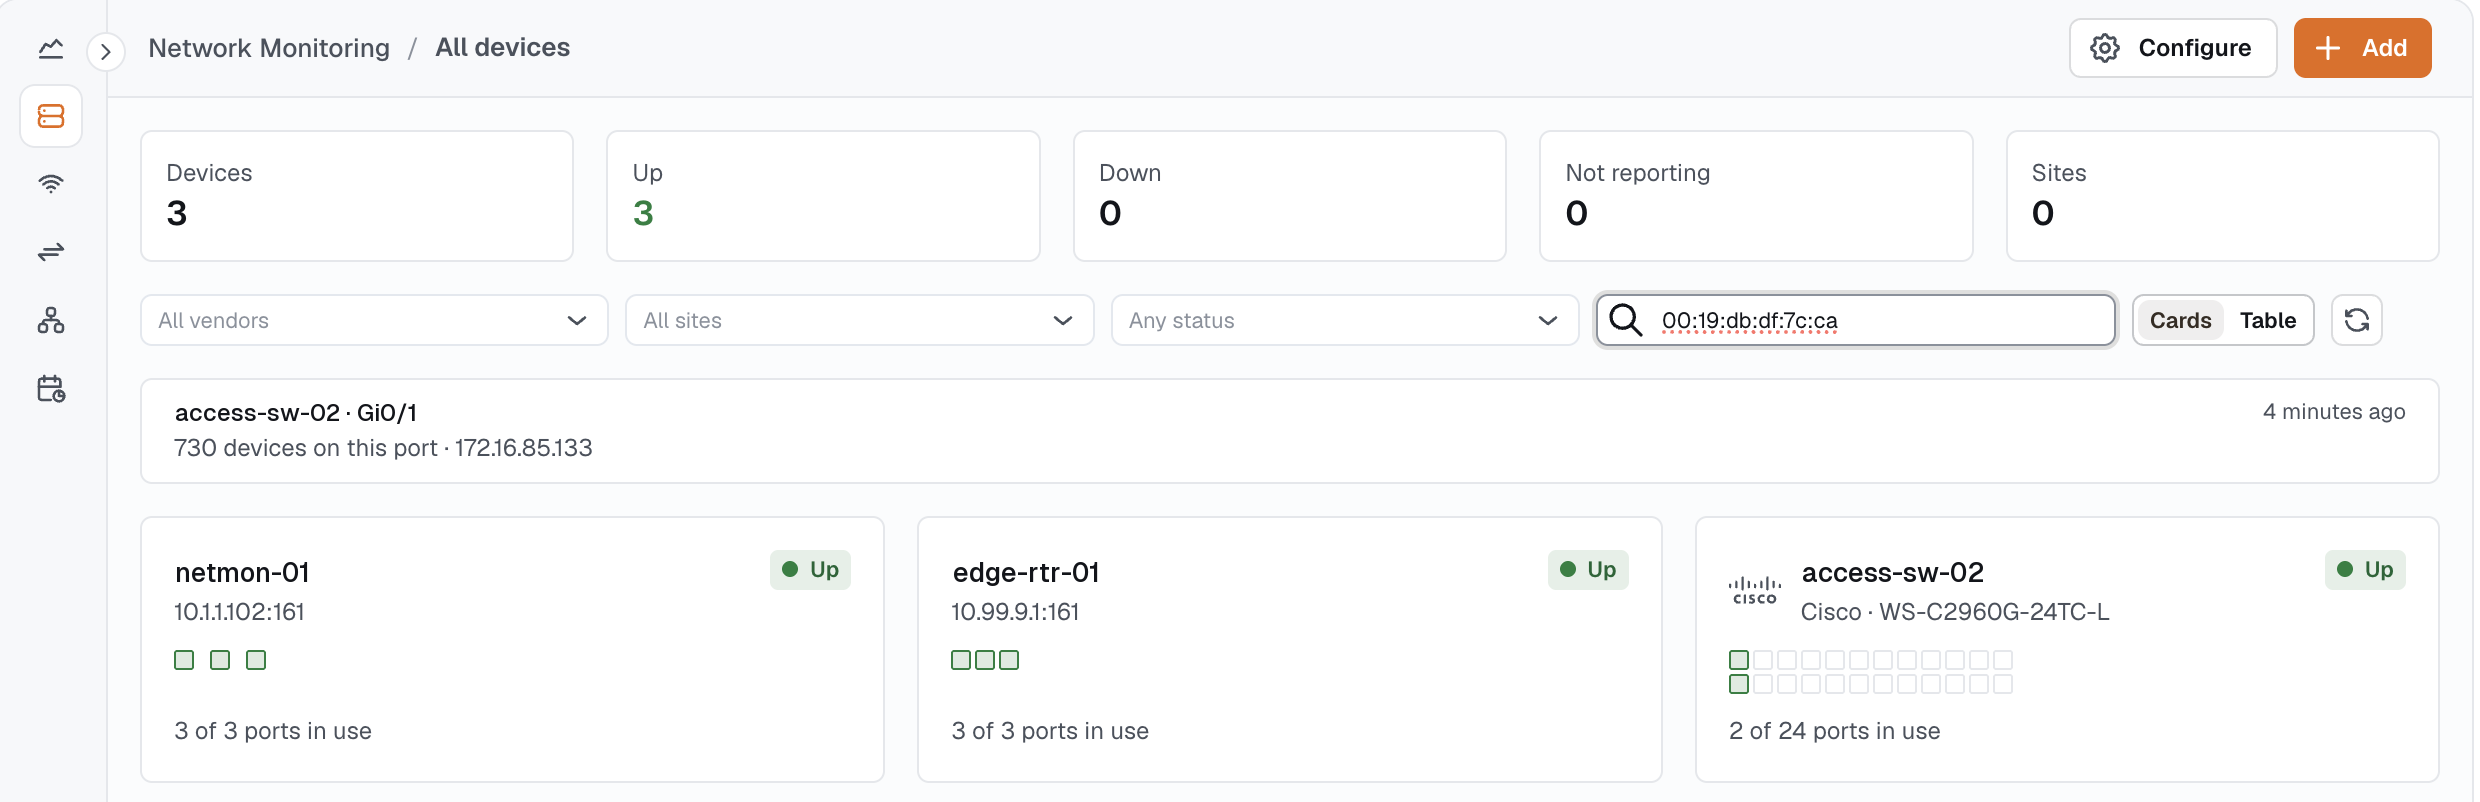 Network Monitoring / All devices
Configure
Add
Devices
3
Up
3
Down
0
Not reporting
0
Sites
0
All vendors
All sites
Any status
00:19:db:df:7c:ca
Cards
Table
access-sw-02 · Gi0/1
4 minutes ago
730 devices on this port · 172.16.85.133
netmon-01
Up
10.1.1.102:161
3 of 3 ports in use
edge-rtr-01
Up
10.99.9.1:161
3 of 3 ports in use
CISCO
access-sw-02
Up
Cisco · WS-C2960G-24TC-L
2 of 24 ports in use